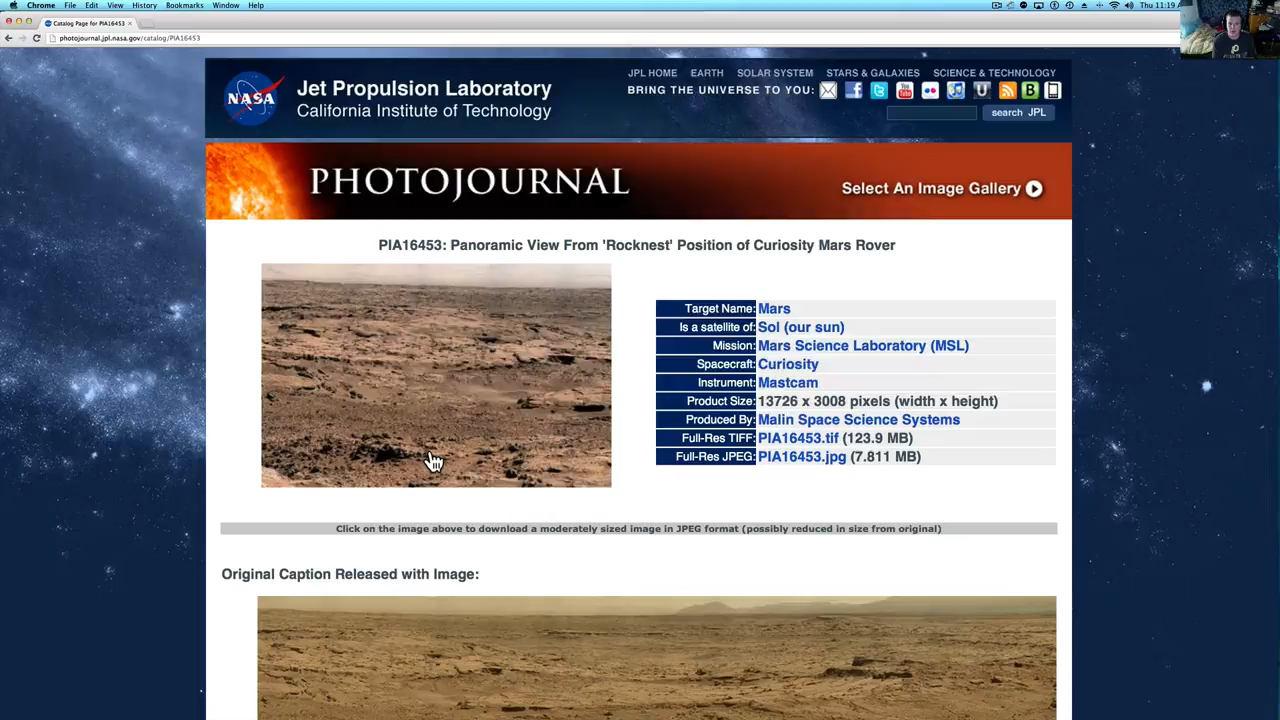 Chrome File Edit View History Bookmarks Window Help
Thu 11:19
Catalog Page for PIA16453
photojournal.jpl.nasa.gov/catalog/PIA16453
NASA
Jet Propulsion Laboratory
California Institute of Technology
JPL HOME EARTH SOLAR SYSTEM STARS & GALAXIES SCIENCE & TECHNOLOGY
BRING THE UNIVERSE TO YOU:
search JPL
PHOTOJOURNAL
Select An Image Gallery
PIA16453: Panoramic View From 'Rocknest' Position of Curiosity Mars Rover
Target Name: Mars
Is a satellite of: Sol (our sun)
Mission: Mars Science Laboratory (MSL)
Spacecraft: Curiosity
Instrument: Mastcam
Product Size: 13726 x 3008 pixels (width x height)
Produced By: Malin Space Science Systems
Full-Res TIFF: PIA16453.tif (123.9 MB)
Full-Res JPEG: PIA16453.jpg (7.811 MB)
Click on the image above to download a moderately sized image in JPEG format (possibly reduced in size from original)
Original Caption Released with Image: